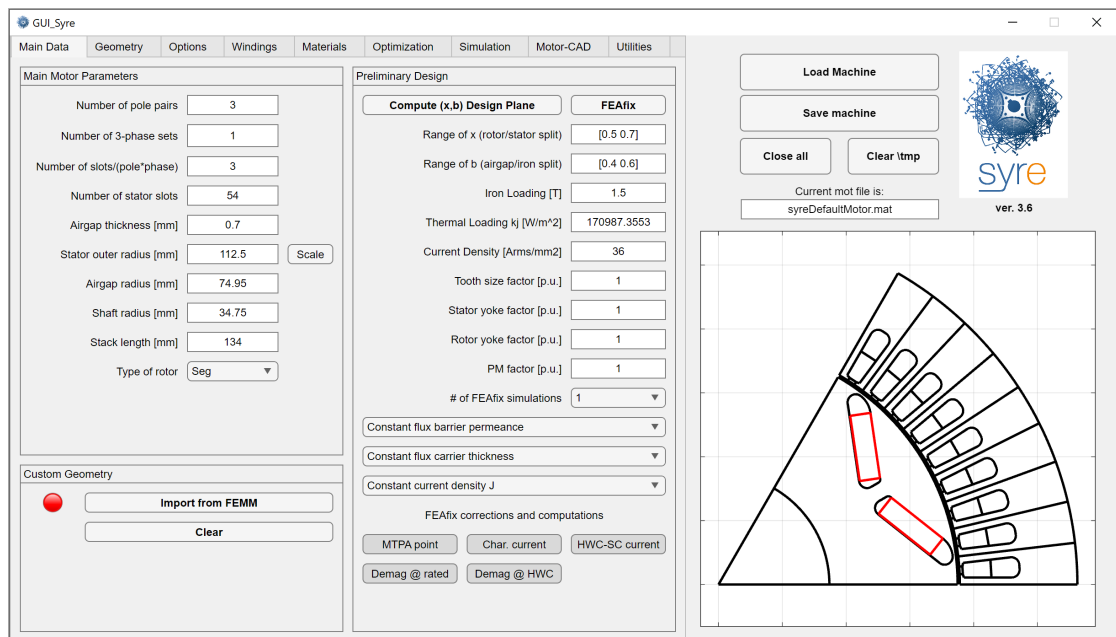 GUI_Syre
Main Data Geometry Options Windings Materials Optimization Simulation Motor-CAD Utilities
Main Motor Parameters
Number of pole pairs 3
Number of 3-phase sets 1
Number of slots/(pole*phase) 3
Number of stator slots 54
Airgap thickness [mm] 0.7
Stator outer radius [mm] 112.5 Scale
Airgap radius [mm] 74.95
Shaft radius [mm] 34.75
Stack length [mm] 134
Type of rotor Seg
Custom Geometry
Import from FEMM
Clear
Preliminary Design
Compute (x,b) Design Plane FEAfix
Range of x (rotor/stator split) [0.5 0.7]
Range of b (airgap/iron split) [0.4 0.6]
Iron Loading [T] 1.5
Thermal Loading kj [W/m^2] 170987.3553
Current Density [Arms/mm2] 36
Tooth size factor [p.u.] 1
Stator yoke factor [p.u.] 1
Rotor yoke factor [p.u.] 1
PM factor [p.u.] 1
# of FEAfix simulations 1
Constant flux barrier permeance
Constant flux carrier thickness
Constant current density J
FEAfix corrections and computations
MTPA point Char. current HWC-SC current
Demag @ rated Demag @ HWC
Load Machine
Save machine
Close all Clear \tmp
Current mot file is:
syreDefaultMotor.mat
syre
ver. 3.6